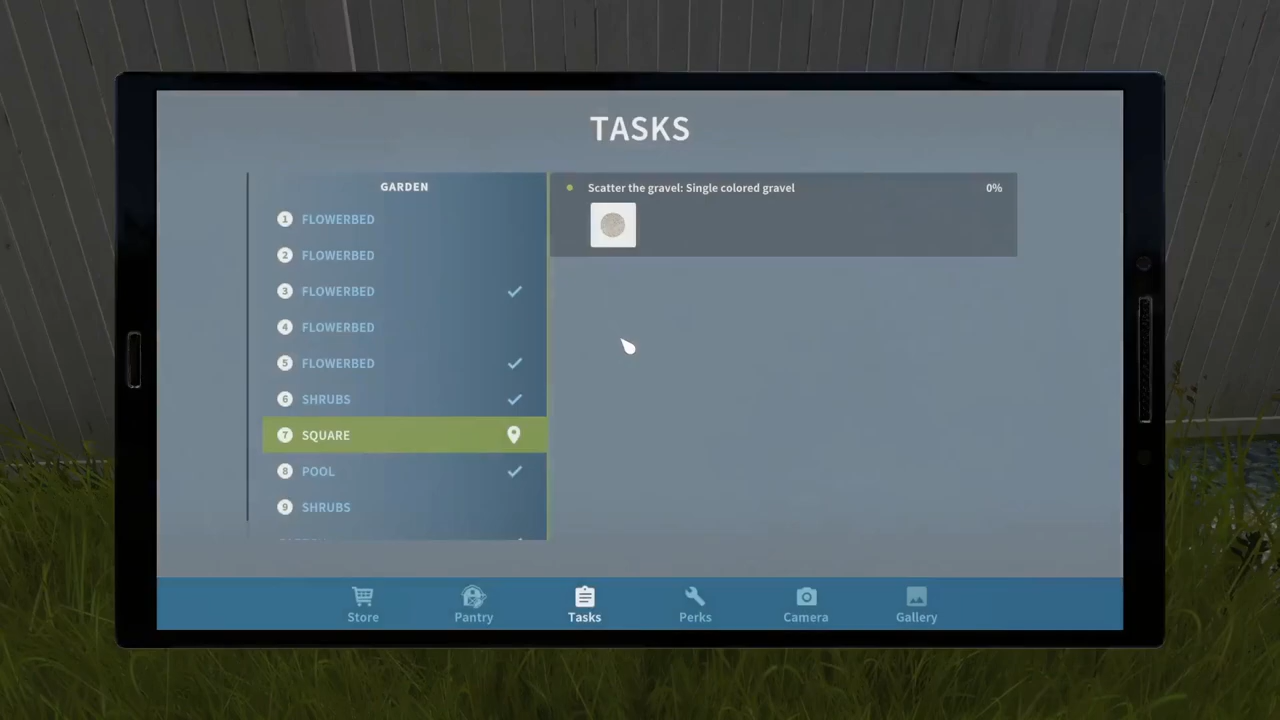 TASKS
GARDEN
1 FLOWERBED
2 FLOWERBED
3 FLOWERBED
4 FLOWERBED
5 FLOWERBED
6 SHRUBS
7 SQUARE
8 POOL
9 SHRUBS
Scatter the gravel: Single colored gravel 0%
Store Pantry Tasks Perks Camera Gallery